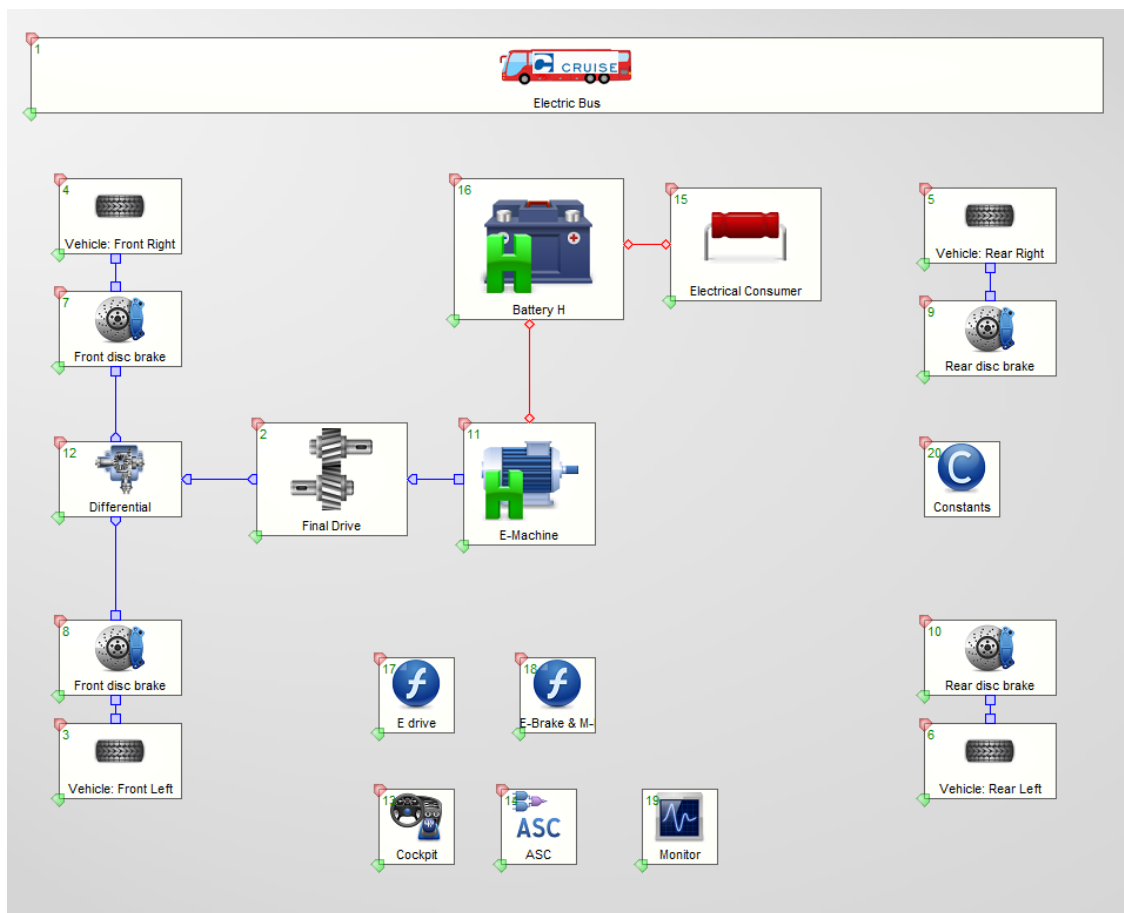 1
CRUISE
Electric Bus
4
Vehicle: Front Right
16
Battery H
15
Electrical Consumer
5
Vehicle: Rear Right
7
Front disc brake
9
Rear disc brake
12
Differential
2
Final Drive
11
E-Machine
20
C
Constants
8
Front disc brake
17
f
E drive
18
f
E-Brake & M-
10
Rear disc brake
3
Vehicle: Front Left
6
Vehicle: Rear Left
13
Cockpit
14
ASC
ASC
19
Monitor